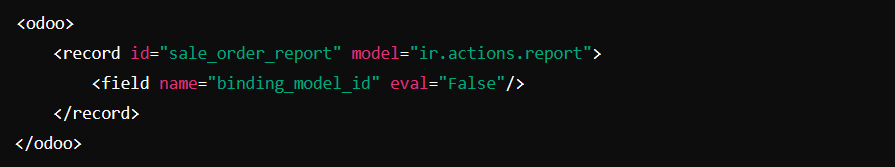 <odoo>
    <record id="sale_order_report" model="ir.actions.report">
        <field name="binding_model_id" eval="False"/>
    </record>
</odoo>